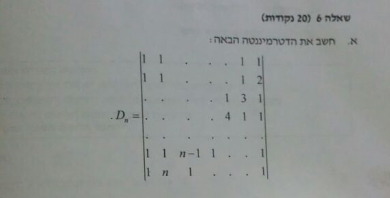 שאלה 6 (20 נקודות)
א. חשב את הדטרמיננטה הבאה:
1 1 . . . 1 1
1 1 . . . 1 2
. . . . 1 3 1
.Dₙ = . . . . 4 1 1
. . . . . . .
1 1 n−1 1 . . 1
1 n 1 . . . 1